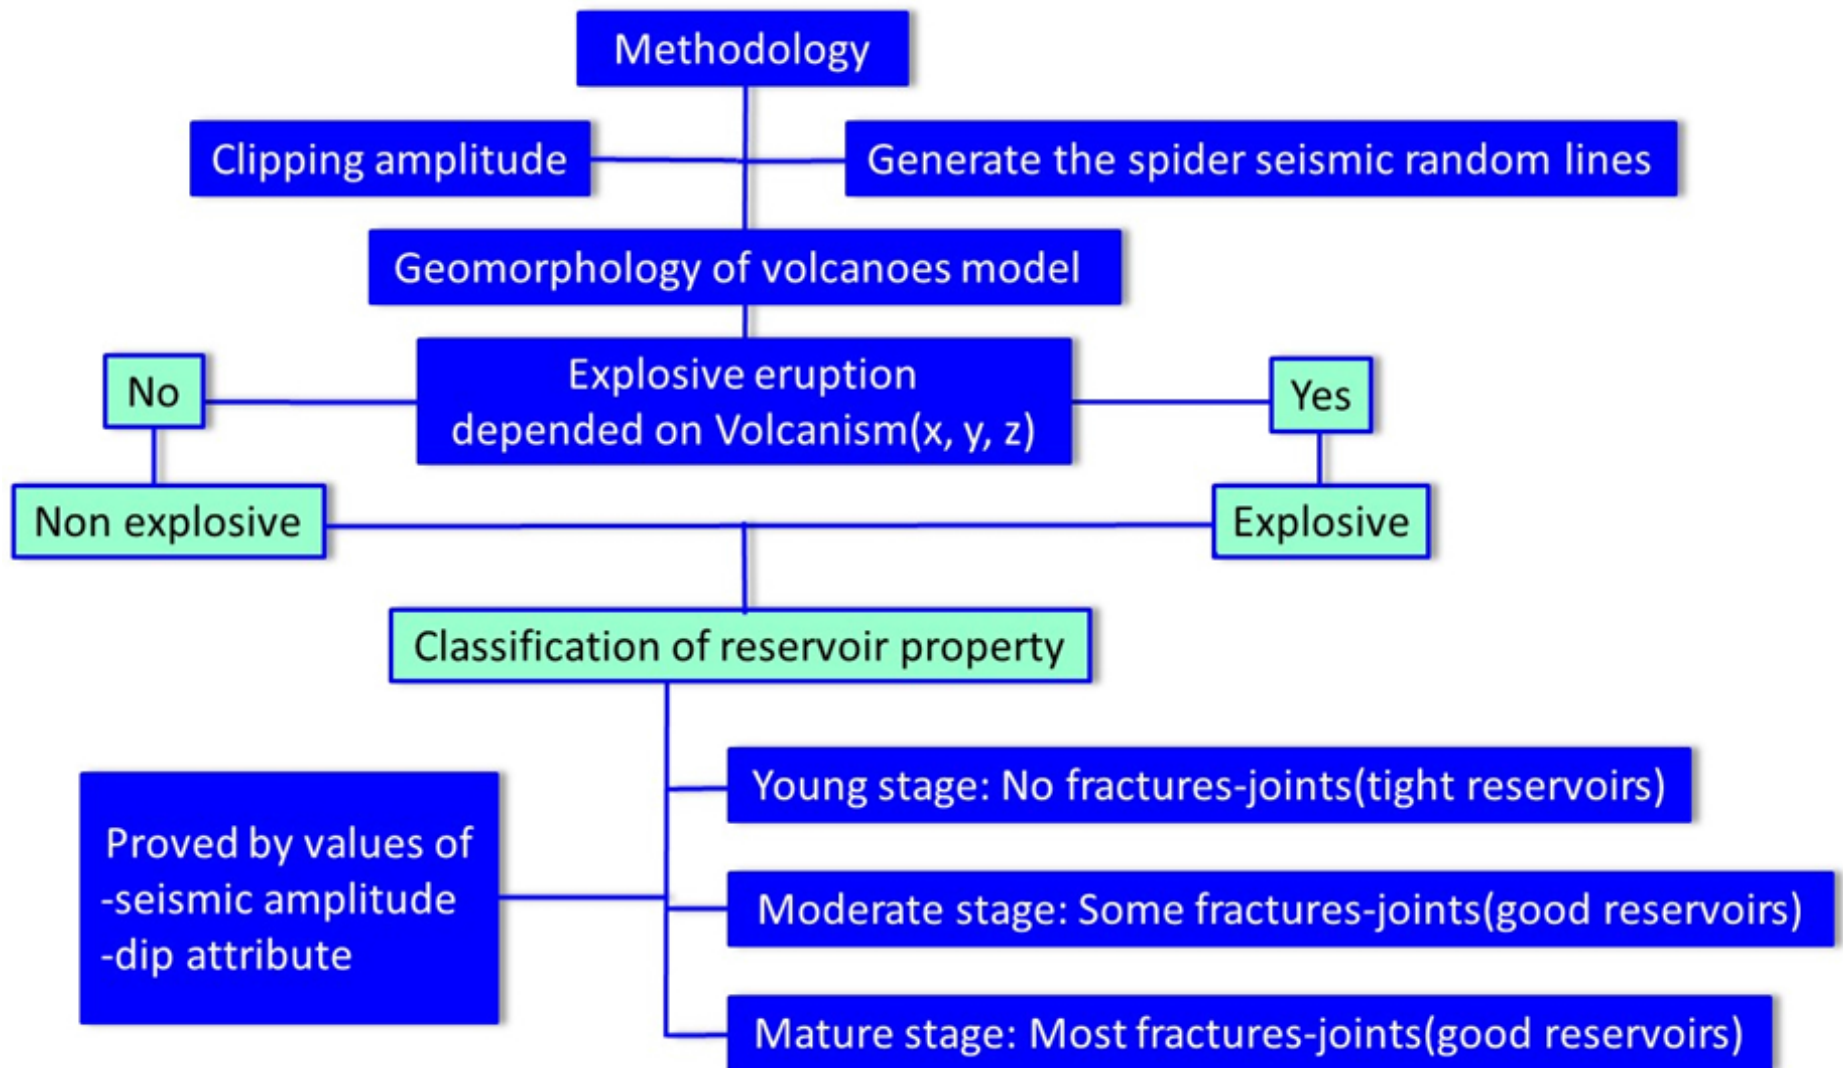 Methodology
Clipping amplitude
Generate the spider seismic random lines
Geomorphology of volcanoes model
Explosive eruption
depended on Volcanism(x, y, z)
No
Yes
Non explosive
Explosive
Classification of reservoir property
Proved by values of
-seismic amplitude
-dip attribute
Young stage: No fractures-joints(tight reservoirs)
Moderate stage: Some fractures-joints(good reservoirs)
Mature stage: Most fractures-joints(good reservoirs)